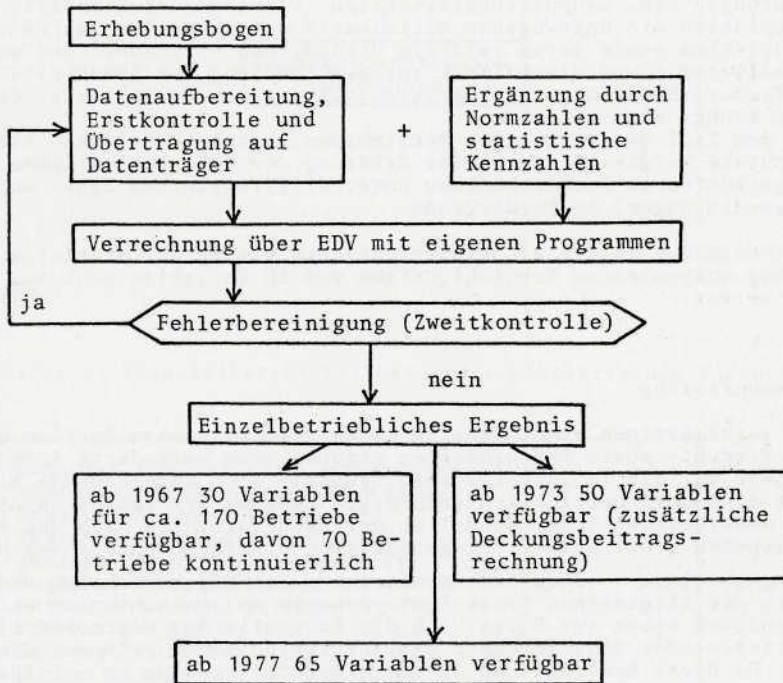 Erhebungsbogen
Datenaufbereitung,
Erstkontrolle und
Übertragung auf
Datenträger
+
Ergänzung durch
Normzahlen und
statistische
Kennzahlen
Verrechnung über EDV mit eigenen Programmen
ja
Fehlerbereinigung (Zweitkontrolle)
nein
Einzelbetriebliches Ergebnis
ab 1967 30 Variablen
für ca. 170 Betriebe
verfügbar, davon 70 Be-
triebe kontinuierlich
ab 1973 50 Variablen
verfügbar (zusätzliche
Deckungsbeitrags-
rechnung)
ab 1977 65 Variablen verfügbar